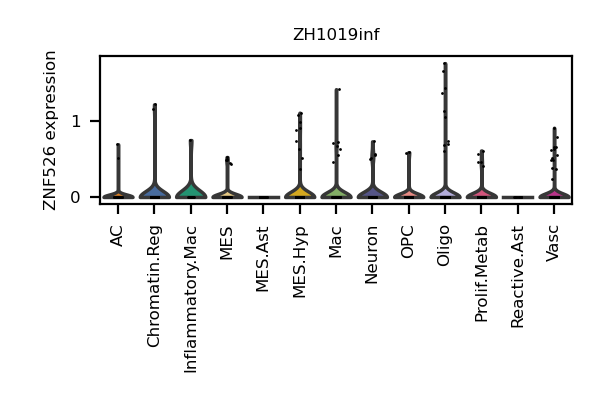 ZH1019inf
ZNF526 expression
1
0
AC
Chromatin.Reg
Inflammatory.Mac
MES
MES.Ast
MES.Hyp
Mac
Neuron
OPC
Oligo
Prolif.Metab
Reactive.Ast
Vasc